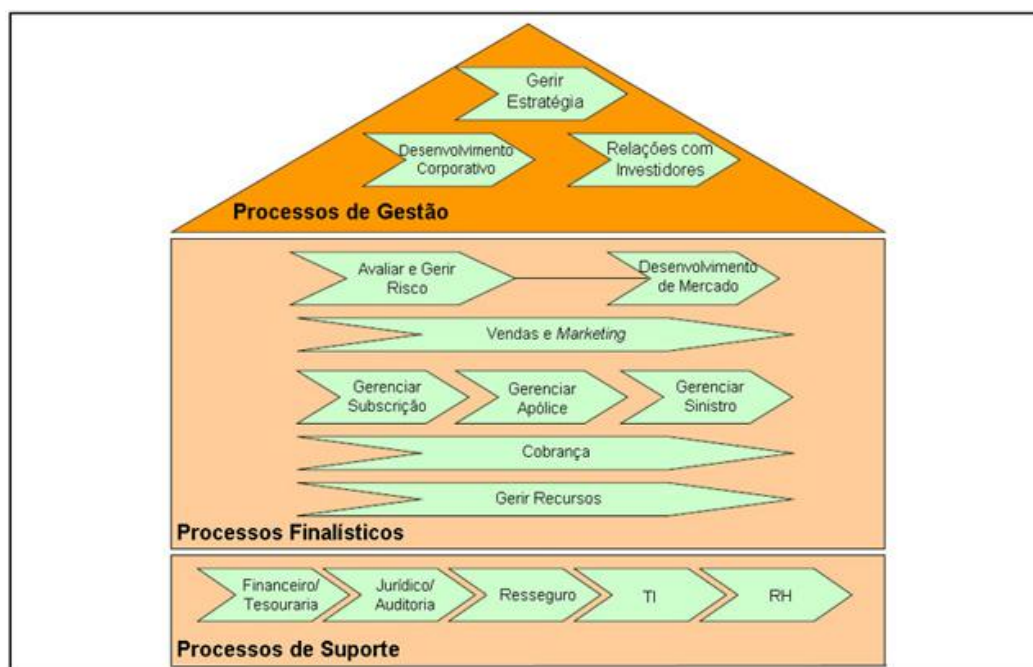 Gerir
Estratégia
Desenvolvimento
Corporativo
Relações com
Investidores
Processos de Gestão
Avaliar e Gerir
Risco
Desenvolvimento
de Mercado
Vendas e Marketing
Gerenciar
Subscrição
Gerenciar
Apólice
Gerenciar
Sinistro
Cobrança
Gerir Recursos
Processos Finalísticos
Financeiro/
Tesouraria
Jurídico/
Auditoria
Resseguro
TI
RH
Processos de Suporte